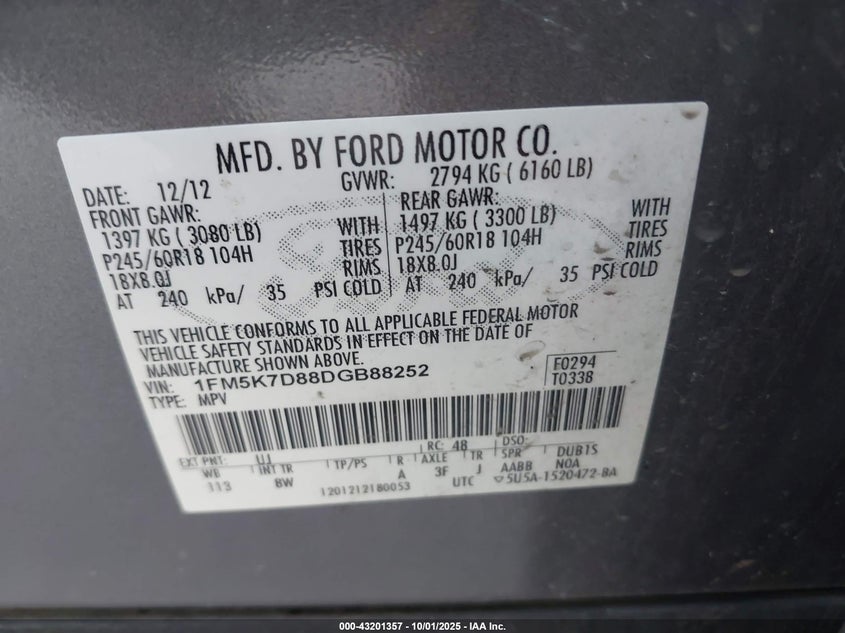 MFD. BY FORD MOTOR CO.
DATE: 12/12 GVWR: 2794 KG ( 6160 LB)
FRONT GAWR: REAR GAWR:
1397 KG ( 3080 LB) WITH 1497 KG ( 3300 LB) WITH
P245/60R18 104H TIRES P245/60R18 104H TIRES
18X8.0J RIMS 18X8.0J RIMS
AT 240 kPa/ 35 PSI COLD AT 240 kPa/ 35 PSI COLD
THIS VEHICLE CONFORMS TO ALL APPLICABLE FEDERAL MOTOR
VEHICLE SAFETY STANDARDS IN EFFECT ON THE DATE OF
MANUFACTURE SHOWN ABOVE.
VIN: 1FM5K7D88DGB88252 F0294
TYPE: MPV T0338
EXT PNT: UJ RC: 48 DSO:
WB INT TR TP/PS R AXLE TR SPR DUB1S
113 BW A 3F J AABB NOA
1201212180053 UTC 5U5A-1520472-BA
000-43201357 - 10/01/2025 - IAA Inc.